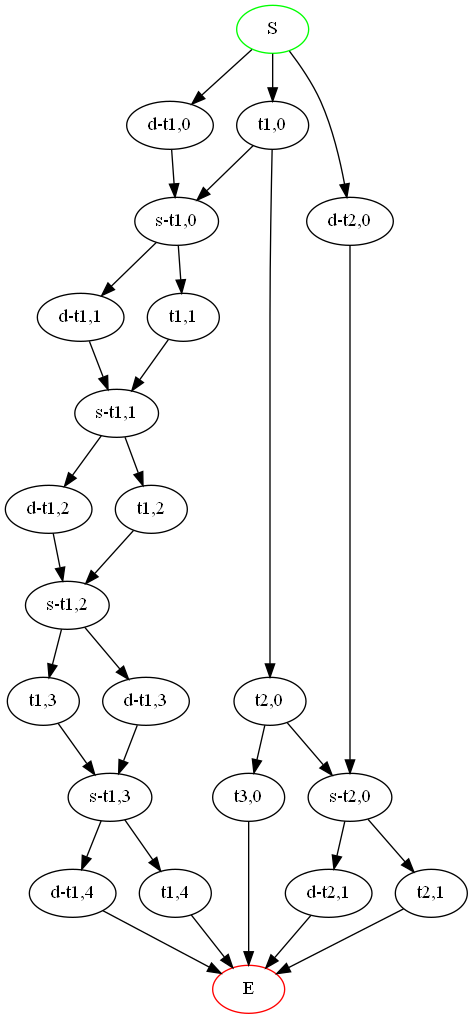 S
d-t1,0
t1,0
s-t1,0
d-t2,0
d-t1,1
t1,1
s-t1,1
d-t1,2
t1,2
s-t1,2
t1,3
d-t1,3
t2,0
s-t1,3
t3,0
s-t2,0
d-t1,4
t1,4
d-t2,1
t2,1
E